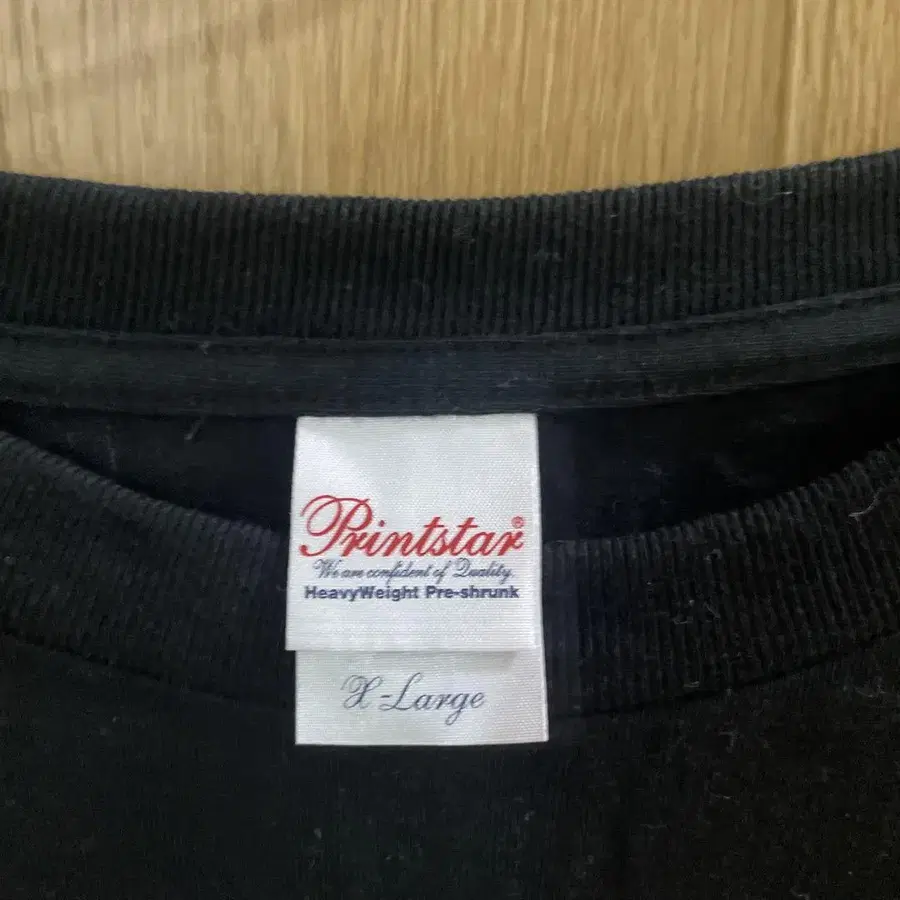 Printstar®
We are confident of Quality.
HeavyWeight Pre-shrunk
X-Large